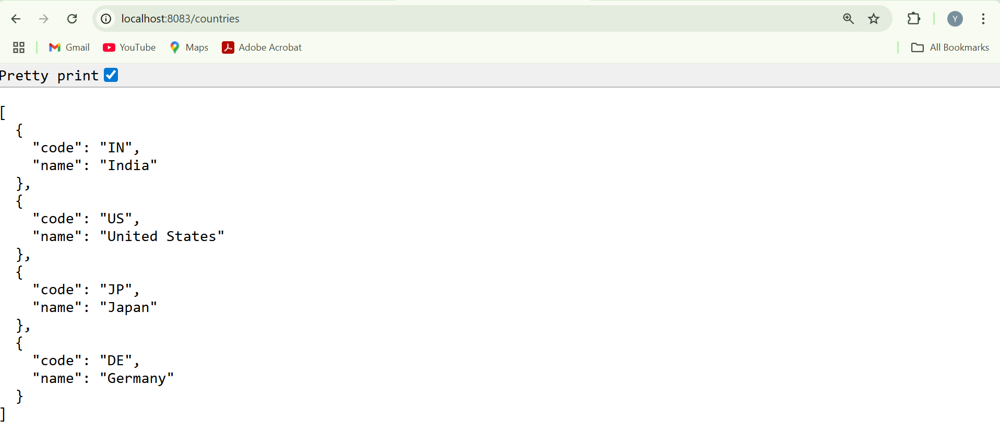 localhost:8083/countries
Y
Gmail YouTube Maps Adobe Acrobat All Bookmarks
Pretty print
[
  {
    "code": "IN",
    "name": "India"
  },
  {
    "code": "US",
    "name": "United States"
  },
  {
    "code": "JP",
    "name": "Japan"
  },
  {
    "code": "DE",
    "name": "Germany"
  }
]